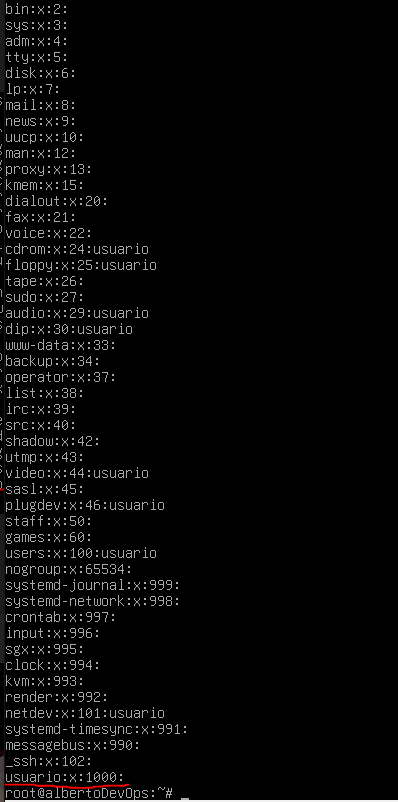 bin:x:2:
sys:x:3:
adm:x:4:
tty:x:5:
disk:x:6:
lp:x:7:
mail:x:8:
news:x:9:
uucp:x:10:
man:x:12:
proxy:x:13:
kmem:x:15:
dialout:x:20:
fax:x:21:
voice:x:22:
cdrom:x:24:usuario
floppy:x:25:usuario
tape:x:26:
sudo:x:27:
audio:x:29:usuario
dip:x:30:usuario
www-data:x:33:
backup:x:34:
operator:x:37:
list:x:38:
irc:x:39:
src:x:40:
shadow:x:42:
utmp:x:43:
video:x:44:usuario
sasl:x:45:
plugdev:x:46:usuario
staff:x:50:
games:x:60:
users:x:100:usuario
nogroup:x:65534:
systemd-journal:x:999:
systemd-network:x:998:
crontab:x:997:
input:x:996:
sgx:x:995:
clock:x:994:
kvm:x:993:
render:x:992:
netdev:x:101:usuario
systemd-timesync:x:991:
messagebus:x:990:
_ssh:x:102:
usuario:x:1000:
root@albertoDevOps:~# _